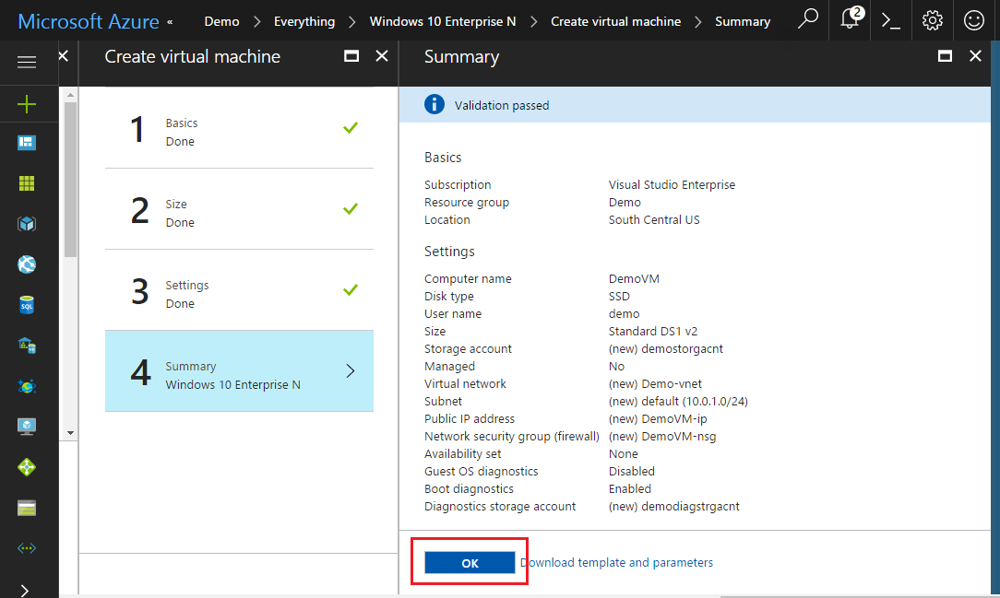 Microsoft Azure « Demo > Everything > Windows 10 Enterprise N > Create virtual machine > Summary 2
Create virtual machine
1 Basics
Done
2 Size
Done
3 Settings
Done
4 Summary
Windows 10 Enterprise N
Summary
Validation passed
Basics
Subscription Visual Studio Enterprise
Resource group Demo
Location South Central US
Settings
Computer name DemoVM
Disk type SSD
User name demo
Size Standard DS1 v2
Storage account (new) demostorgacnt
Managed No
Virtual network (new) Demo-vnet
Subnet (new) default (10.0.1.0/24)
Public IP address (new) DemoVM-ip
Network security group (firewall) (new) DemoVM-nsg
Availability set None
Guest OS diagnostics Disabled
Boot diagnostics Enabled
Diagnostics storage account (new) demodiagstrgacnt
OK Download template and parameters
SQL